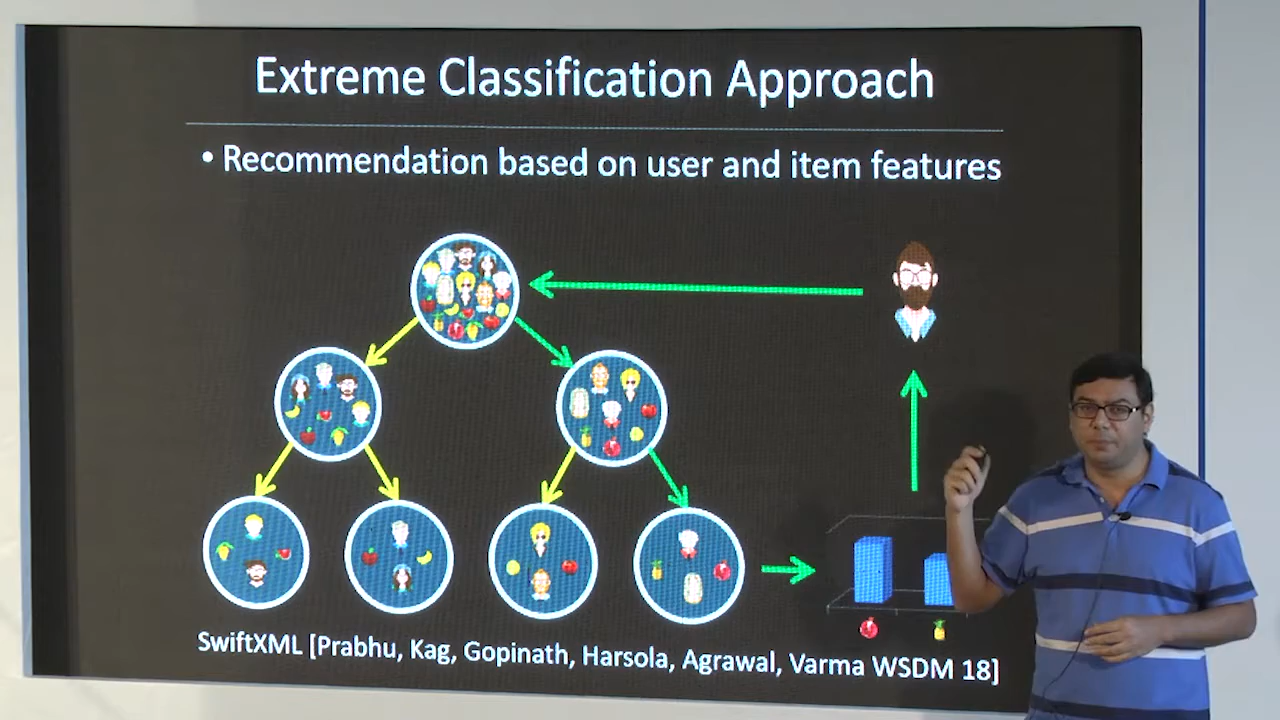 Extreme Classification Approach
• Recommendation based on user and item features
SwiftXML [Prabhu, Kag, Gopinath, Harsola, Agrawal, Varma WSDM 18]